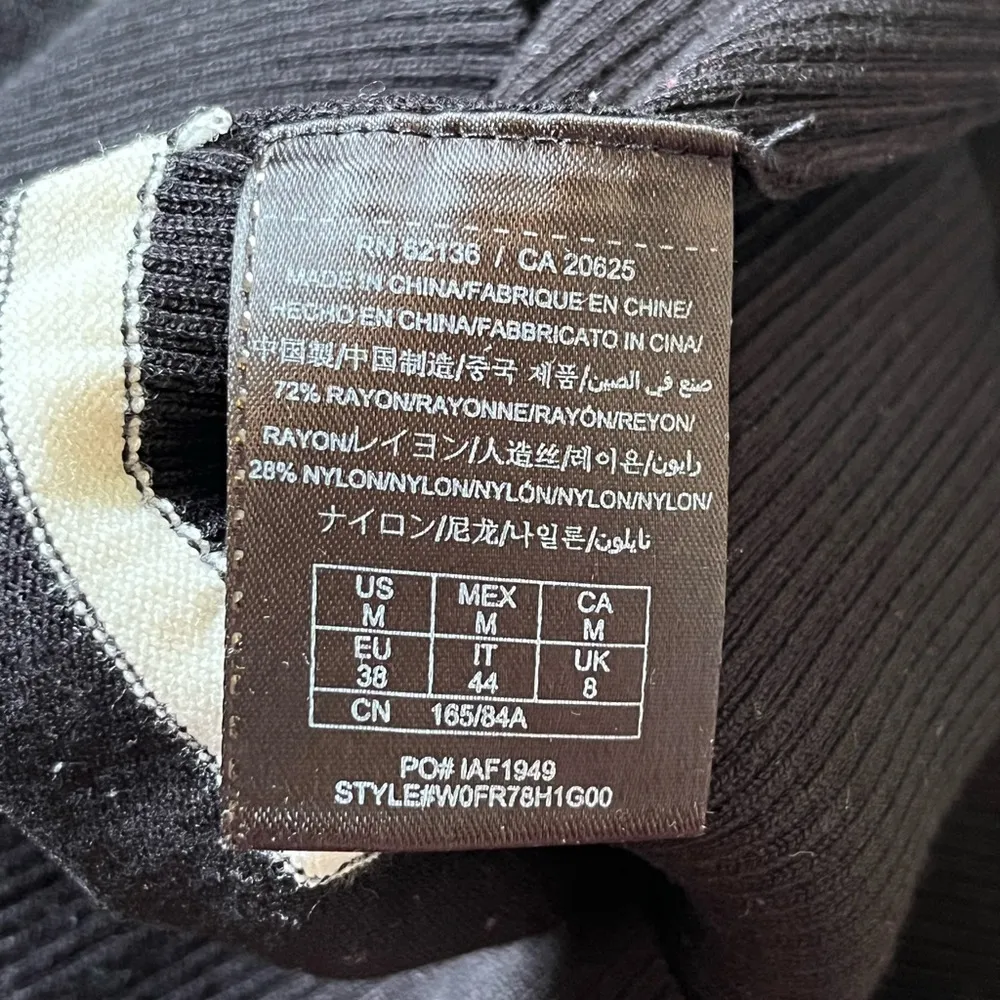 RN 62136 / CA 20625
MADE IN CHINA/FABRIQUE EN CHINE/
HECHO EN CHINA/FABBRICATO IN CINA/
中国製/中国制造/중국 제품/صنع في الصين/
72% RAYON/RAYONNE/RAYÓN/REYON/
RAYON/レイヨン/人造丝/레이온/رايون/
28% NYLON/NYLON/NYLÓN/NYLON/NYLON/
ナイロン/尼龙/나일론/نايلون
US MEX CA
M M M
EU IT UK
38 44 8
CN 165/84A
PO# IAF1949
STYLE#W0FR78H1G00